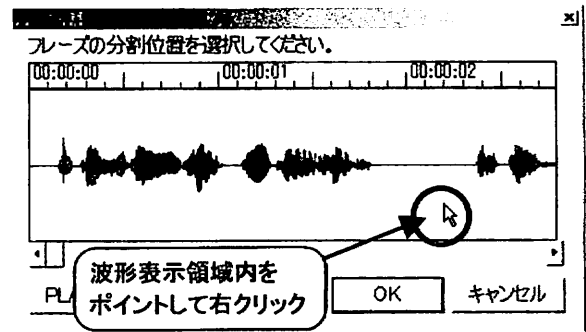 フレーズの分割位置を選択してください。
00:00:00 00:00:01 00:00:02
波形表示領域内を
ポイントして右クリック
PLA OK キャンセル